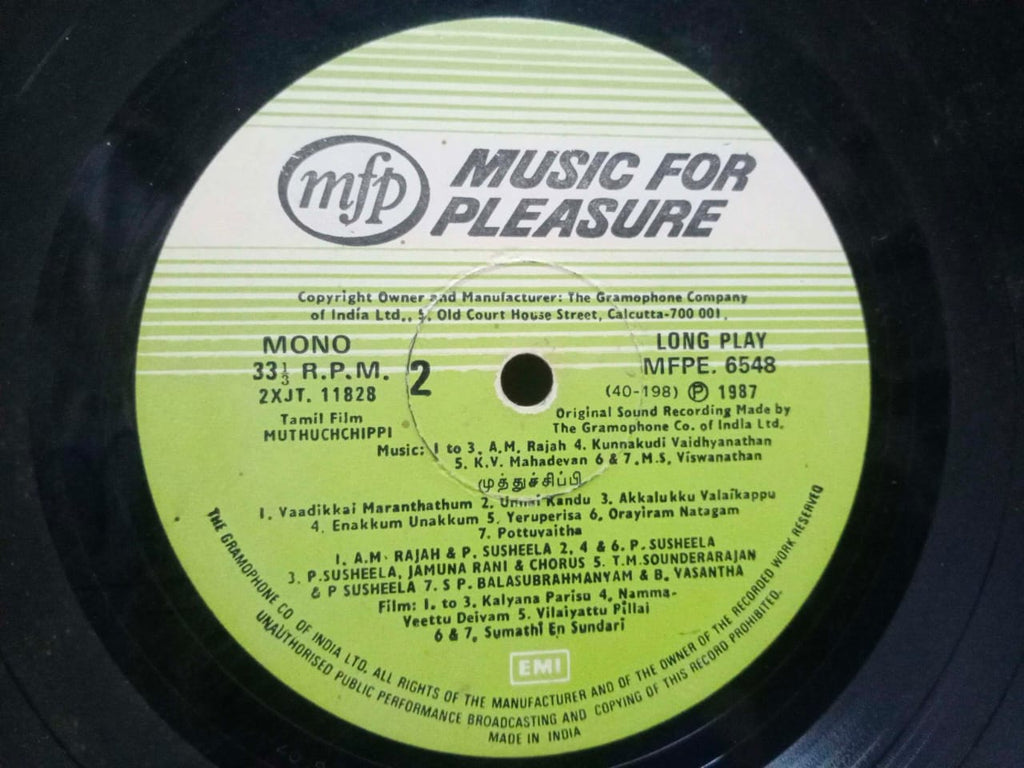 mfp
MUSIC FOR
PLEASURE
Copyright Owner and Manufacturer: The Gramophone Company
of India Ltd., 5, Old Court House Street, Calcutta-700 001.
MONO
33⅓ R.P.M.
2XJT. 11828
2
LONG PLAY
MFPE. 6548
(40-198) Ⓟ 1987
Tamil Film
MUTHUCHCHIPPI
Original Sound Recording Made by
The Gramophone Co. of India Ltd.
Music: 1 to 3. A.M. Rajah 4. Kunnakudi Vaidhyanathan
5. K.V. Mahadevan 6 & 7. M.S. Viswanathan
முத்துச்சிப்பி
1. Vaadikkai Maranthathum 2. Unnai Kandu 3. Akkalukku Valaikappu
4. Enakkum Unakkum 5. Yeruperisa 6. Orayiram Natagam
7. Pottuvaitha
1. A.M. RAJAH & P. SUSHEELA 2, 4 & 6. P. SUSHEELA
3. P.SUSHEELA, JAMUNA RANI & CHORUS 5. T.M.SOUNDERARAJAN
& P SUSHEELA 7. S P. BALASUBRAHMANYAM & B. VASANTHA
Film: 1. to 3. Kalyana Parisu 4. Namma-
Veettu Deivam 5. Vilaiyattu Pillai
6 & 7. Sumathi En Sundari
EMI
THE GRAMOPHONE CO OF INDIA LTD. ALL RIGHTS OF THE MANUFACTURER AND OF THE OWNER OF THE RECORDED WORK RESERVED
UNAUTHORISED PUBLIC PERFORMANCE BROADCASTING AND COPYING OF THIS RECORD PROHIBITED.
MADE IN INDIA